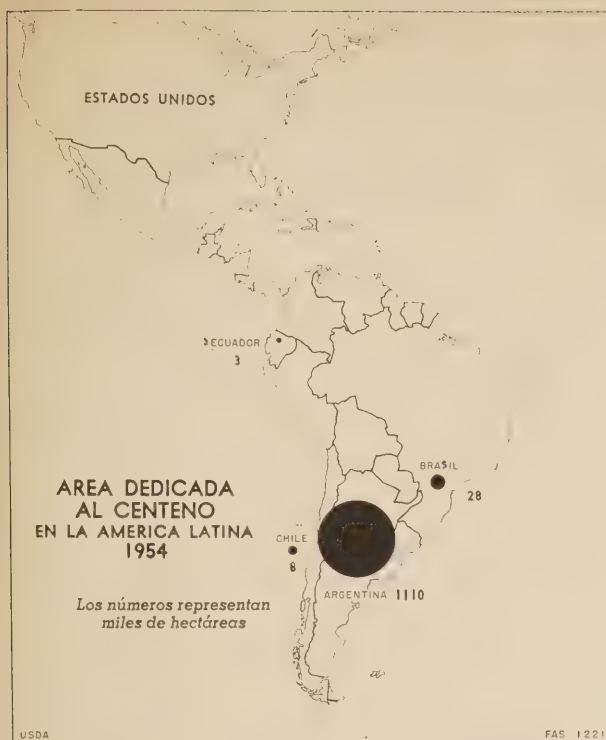 ESTADOS UNIDOS
ECUADOR
3
BRASIL
28
AREA DEDICADA
AL CENTENO
EN LA AMERICA LATINA
1954
CHILE
8
ARGENTINA 1110
Los números representan
miles de hectáreas
USDA
FAS 1221